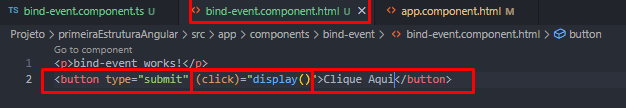 bind-event.component.ts U
bind-event.component.html U
app.component.html M
Projeto > primeiraEstruturaAngular > src > app > components > bind-event > bind-event.component.html > button
Go to component
1 <p>bind-event works!</p>
2 <button type="submit" (click)="display()">Clique Aqui</button>